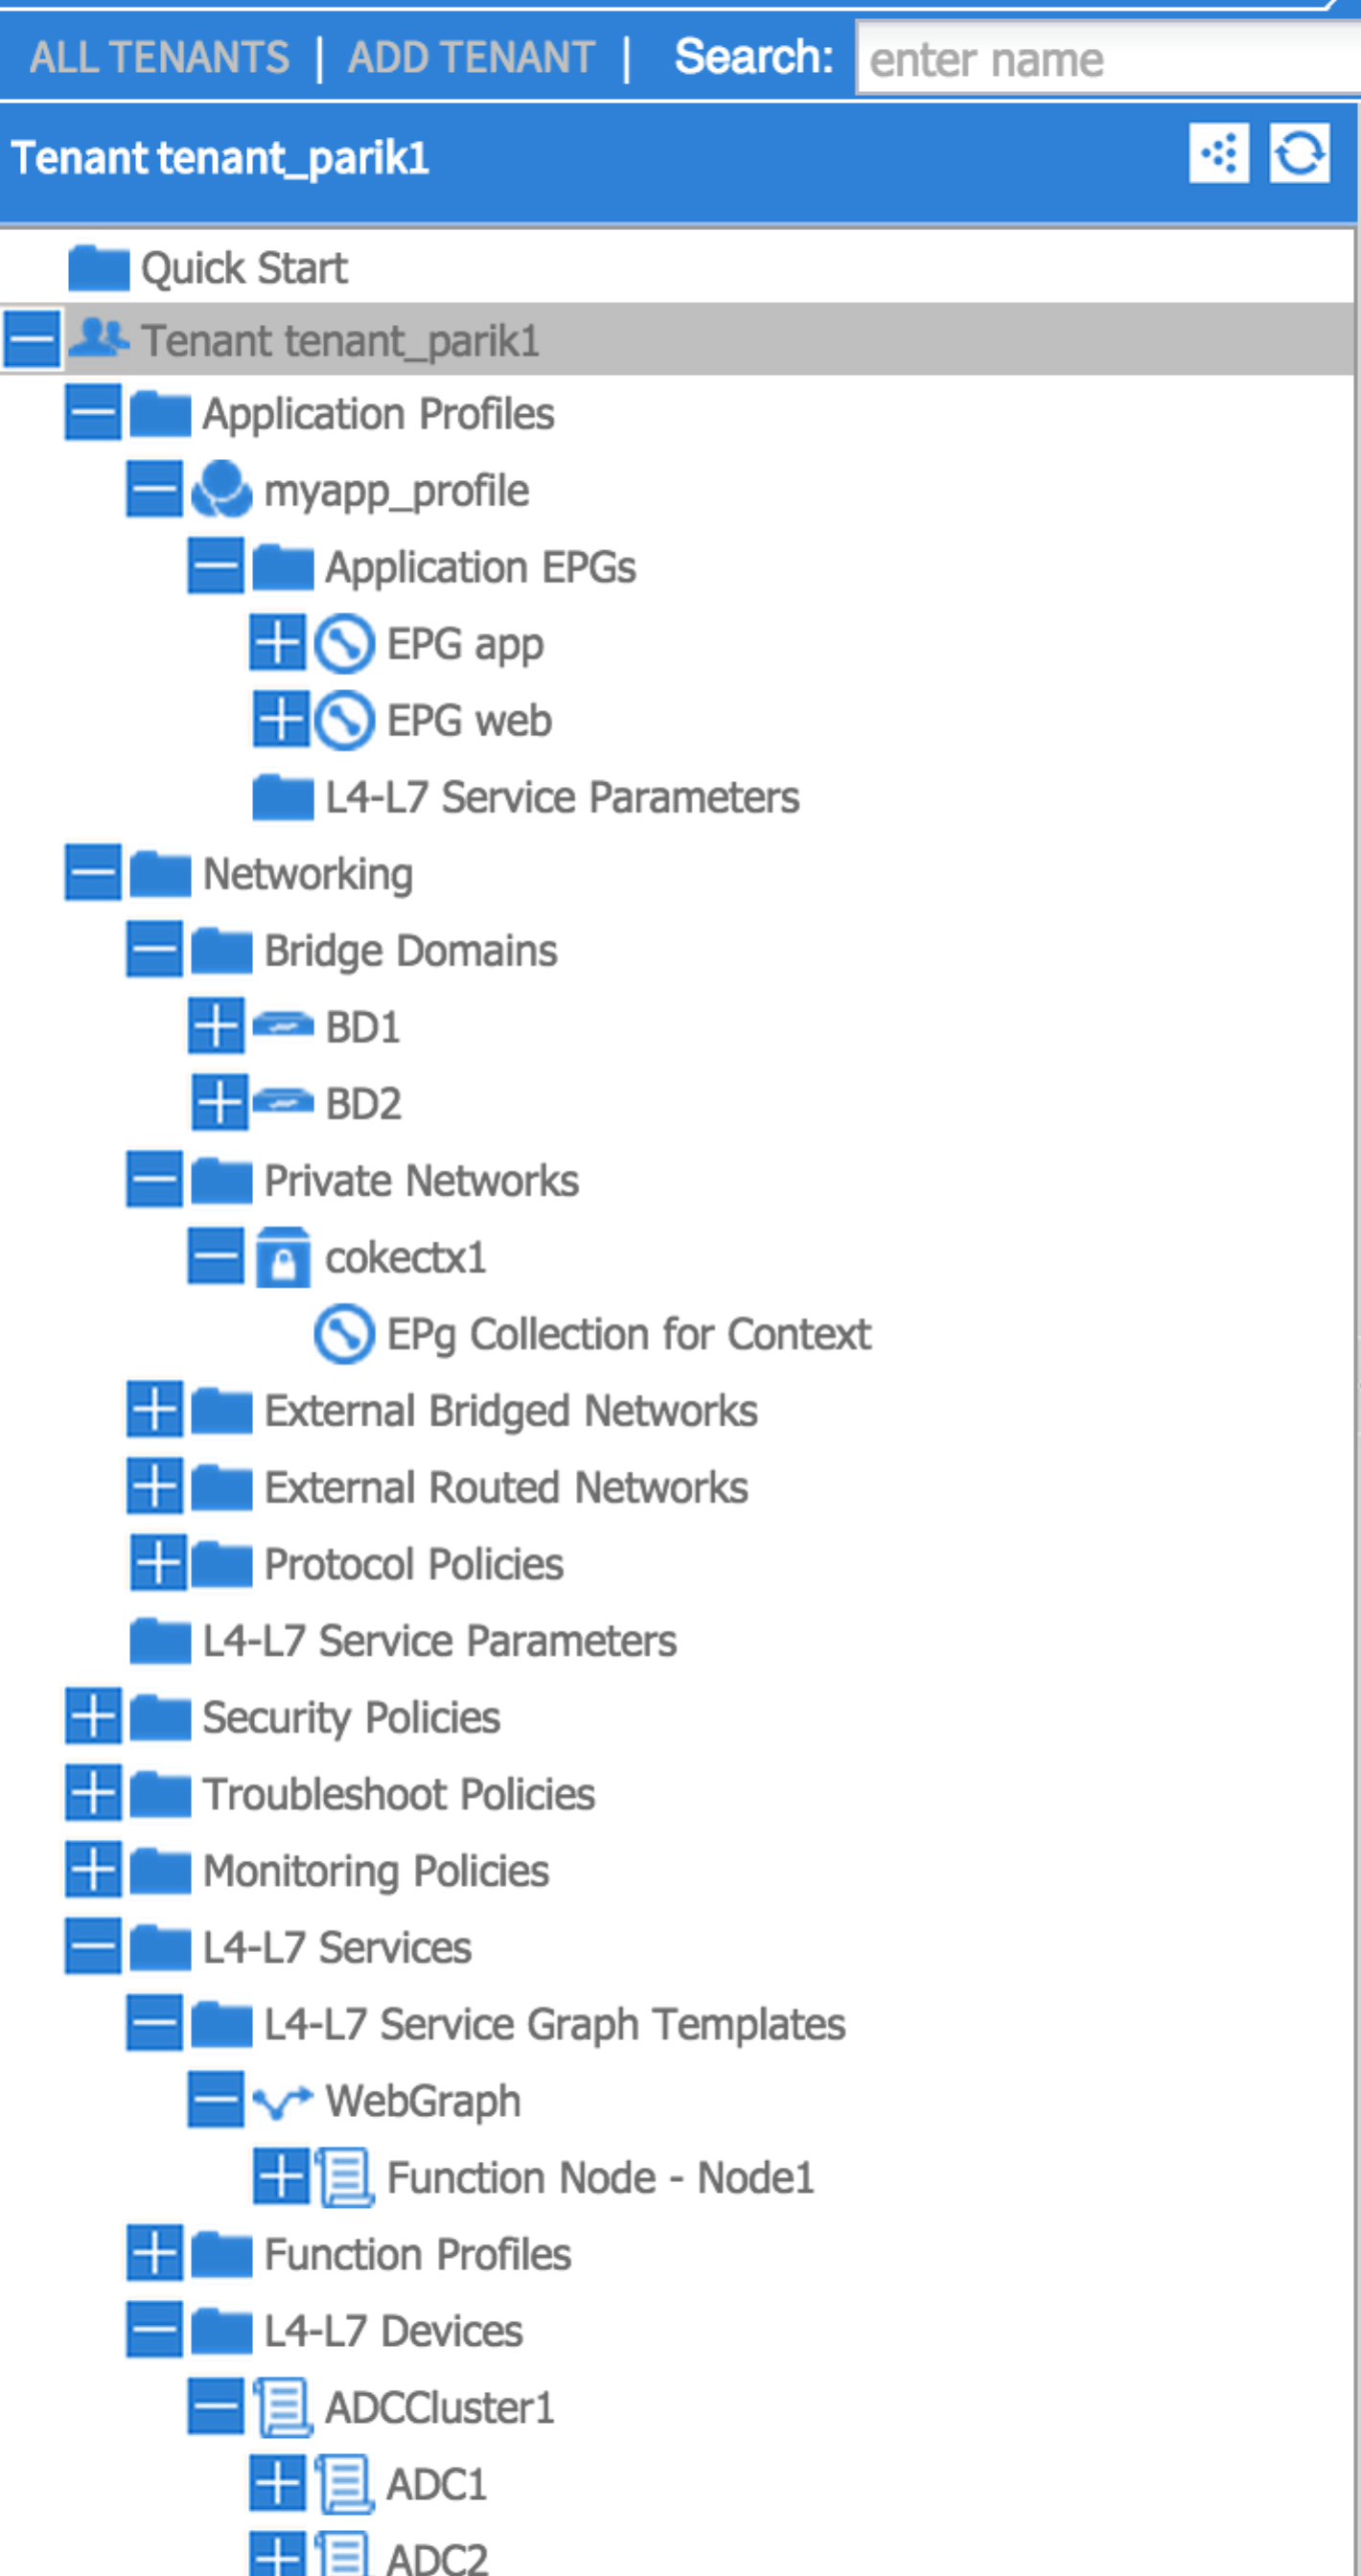 ALL TENANTS | ADD TENANT | Search: enter name
Tenant tenant_parik1
Quick Start
Tenant tenant_parik1
Application Profiles
myapp_profile
Application EPGs
EPG app
EPG web
L4-L7 Service Parameters
Networking
Bridge Domains
BD1
BD2
Private Networks
cokectx1
EPg Collection for Context
External Bridged Networks
External Routed Networks
Protocol Policies
L4-L7 Service Parameters
Security Policies
Troubleshoot Policies
Monitoring Policies
L4-L7 Services
L4-L7 Service Graph Templates
WebGraph
Function Node - Node1
Function Profiles
L4-L7 Devices
ADCCluster1
ADC1
ADC2